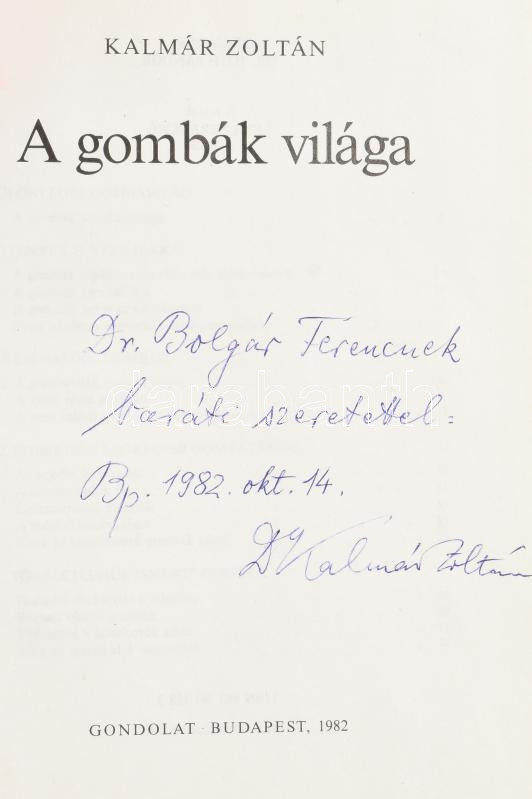 KALMÁR ZOLTÁN
A gombák világa
Dr. Bolgár Ferencnek
baráti szeretettel:
Bp. 1982. okt. 14.
Dr Kalmár Zoltán
GONDOLAT · BUDAPEST, 1982